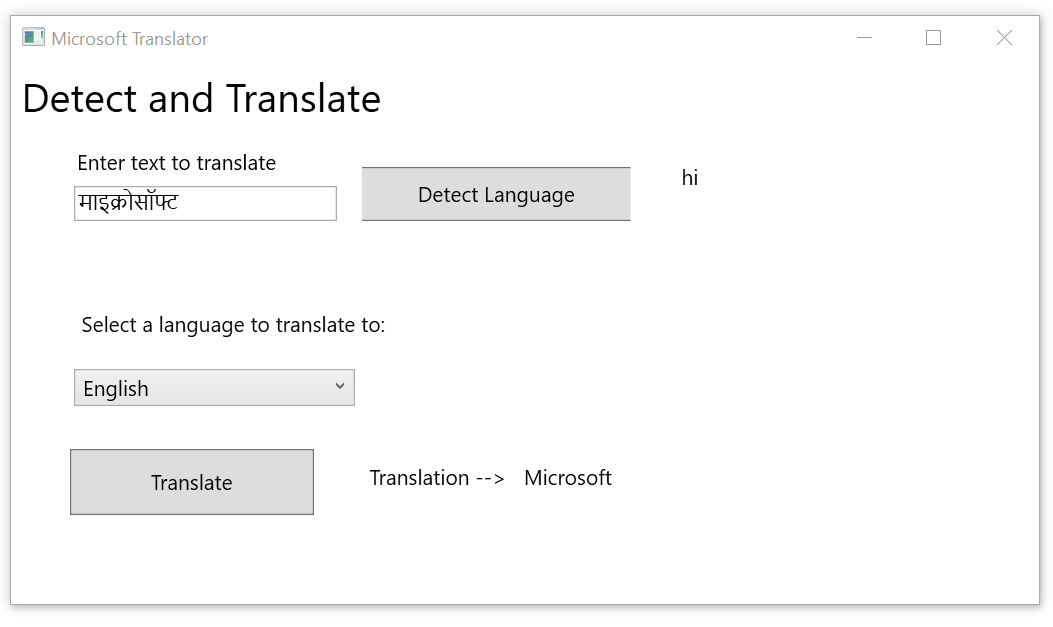 Microsoft Translator
Detect and Translate
Enter text to translate
माइक्रोसॉफ्ट
Detect Language
hi
Select a language to translate to:
English
Translate
Translation --> Microsoft